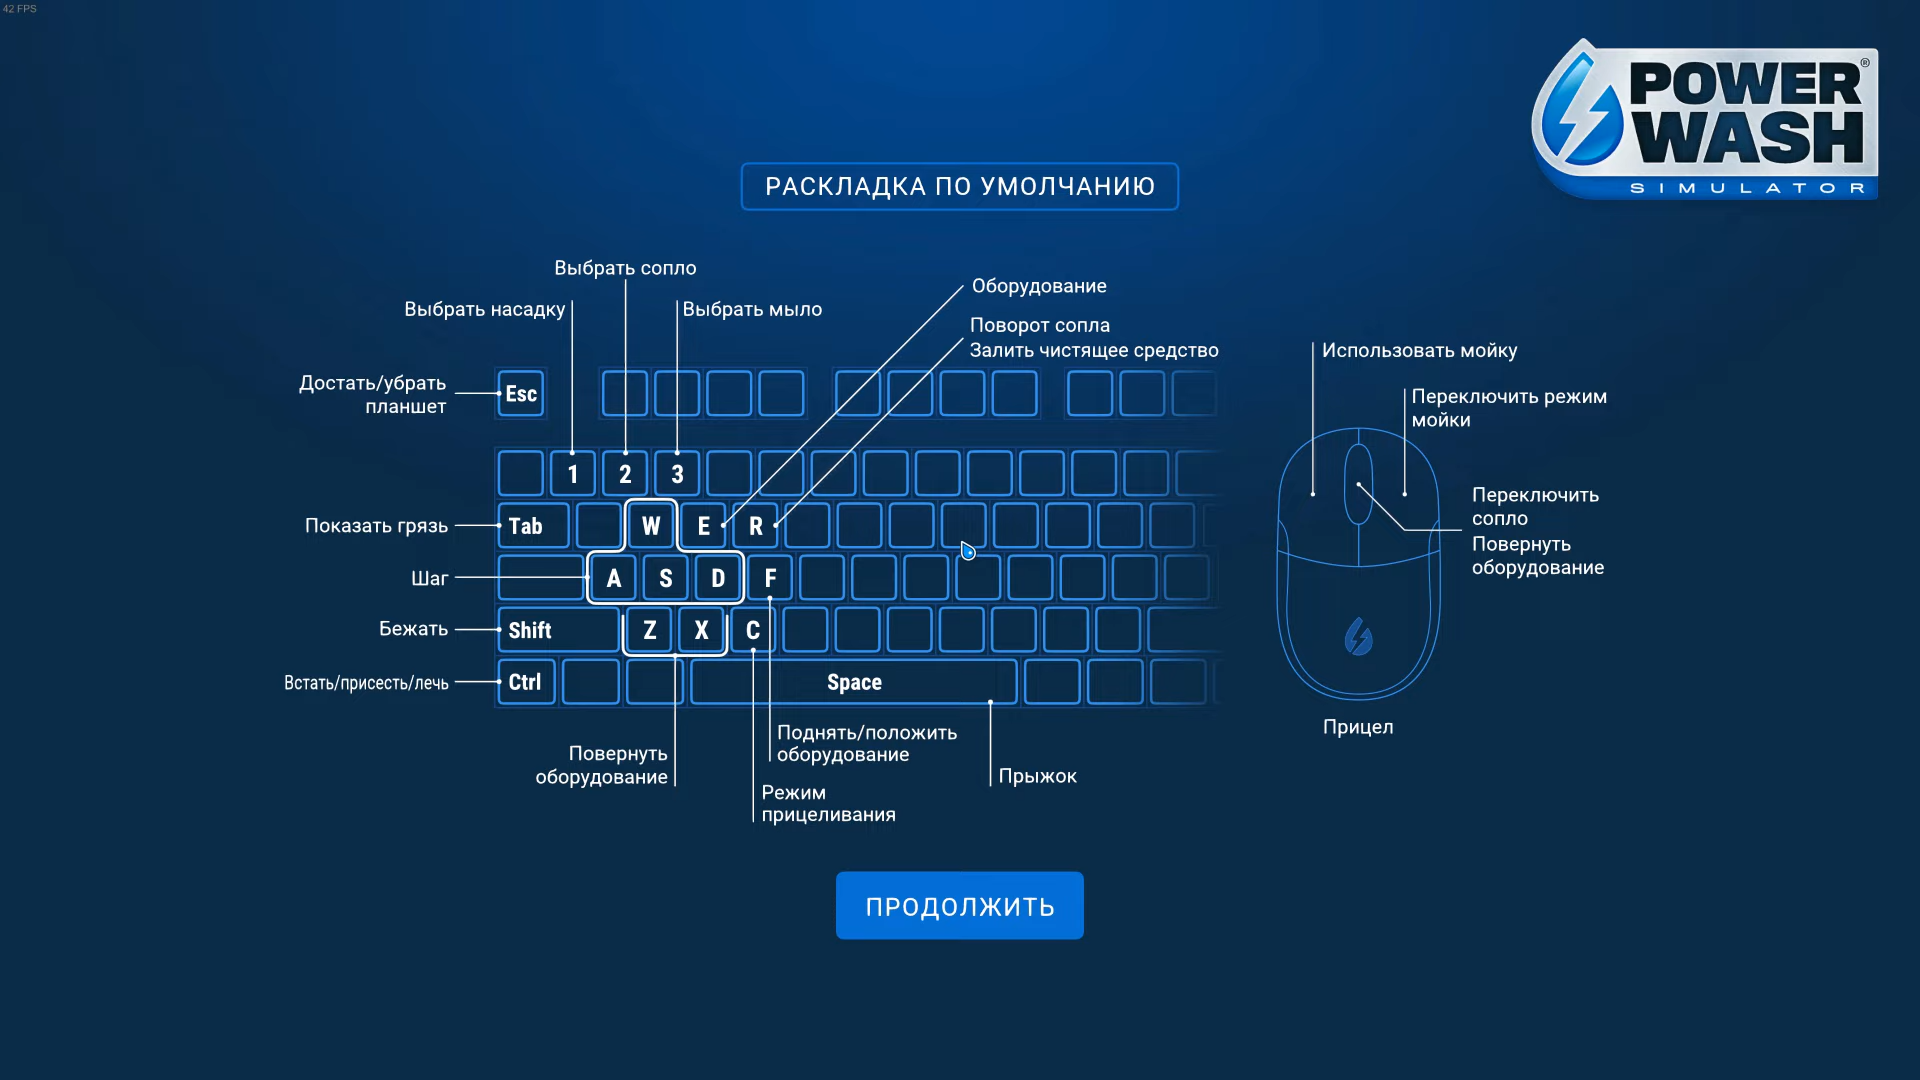 42 FPS
POWER
WASH
SIMULATOR
®
РАСКЛАДКА ПО УМОЛЧАНИЮ
Выбрать сопло
Выбрать насадку
Выбрать мыло
Оборудование
Поворот сопла
Залить чистящее средство
Использовать мойку
Переключить режим
мойки
Достать/убрать
планшет
Esc
1
2
3
Переключить
сопло
Повернуть
оборудование
Показать грязь
Tab
W
E
R
Шаг
A
S
D
F
Бежать
Shift
Z
X
C
Встать/присесть/лечь
Ctrl
Space
Прицел
Повернуть
оборудование
Поднять/положить
оборудование
Режим
прицеливания
Прыжок
ПРОДОЛЖИТЬ